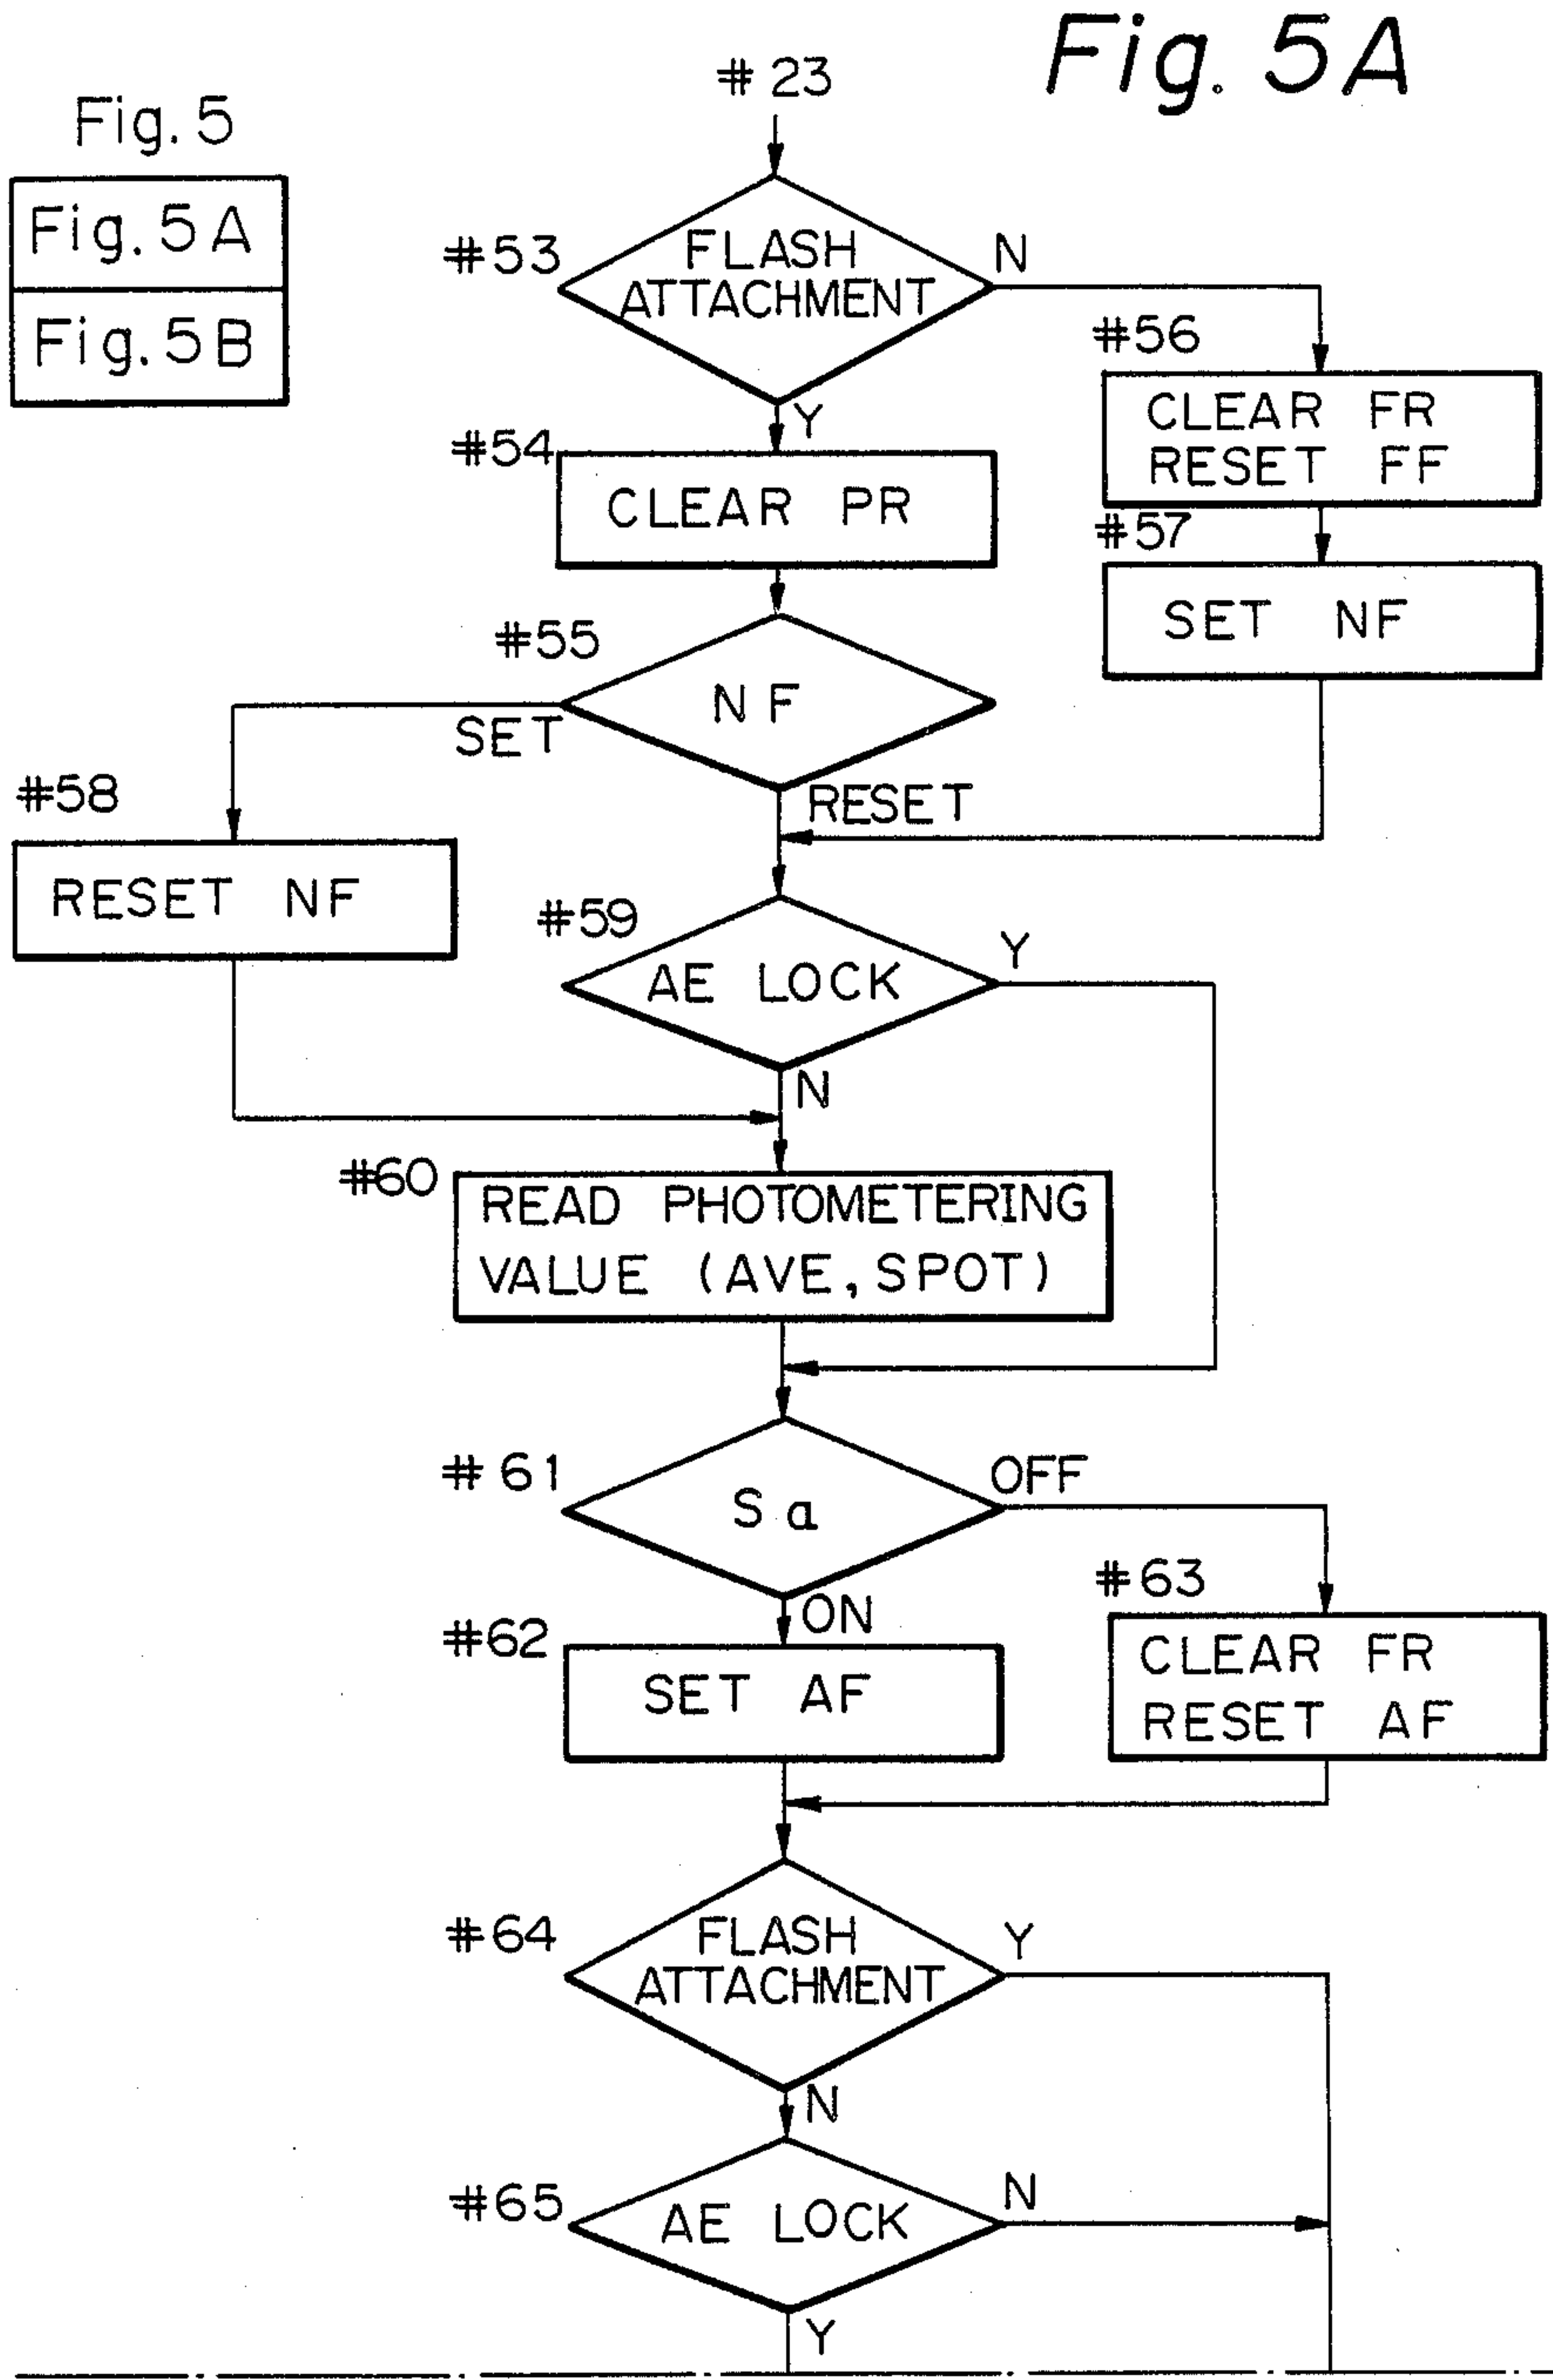 Fig. 5A
# 23
Fig. 5
Fig. 5A
Fig. 5B
#53
FLASH
ATTACHMENT
N
Y
#56
CLEAR FR
RESET FF
#54
CLEAR PR
#57
SET NF
#55
NF
SET
RESET
#58
RESET NF
#59
AE LOCK
Y
N
#60
READ PHOTOMETERING
VALUE (AVE, SPOT)
# 61
Sa
OFF
ON
#62
SET AF
#63
CLEAR FR
RESET AF
#64
FLASH
ATTACHMENT
Y
N
#65
AE LOCK
N
Y